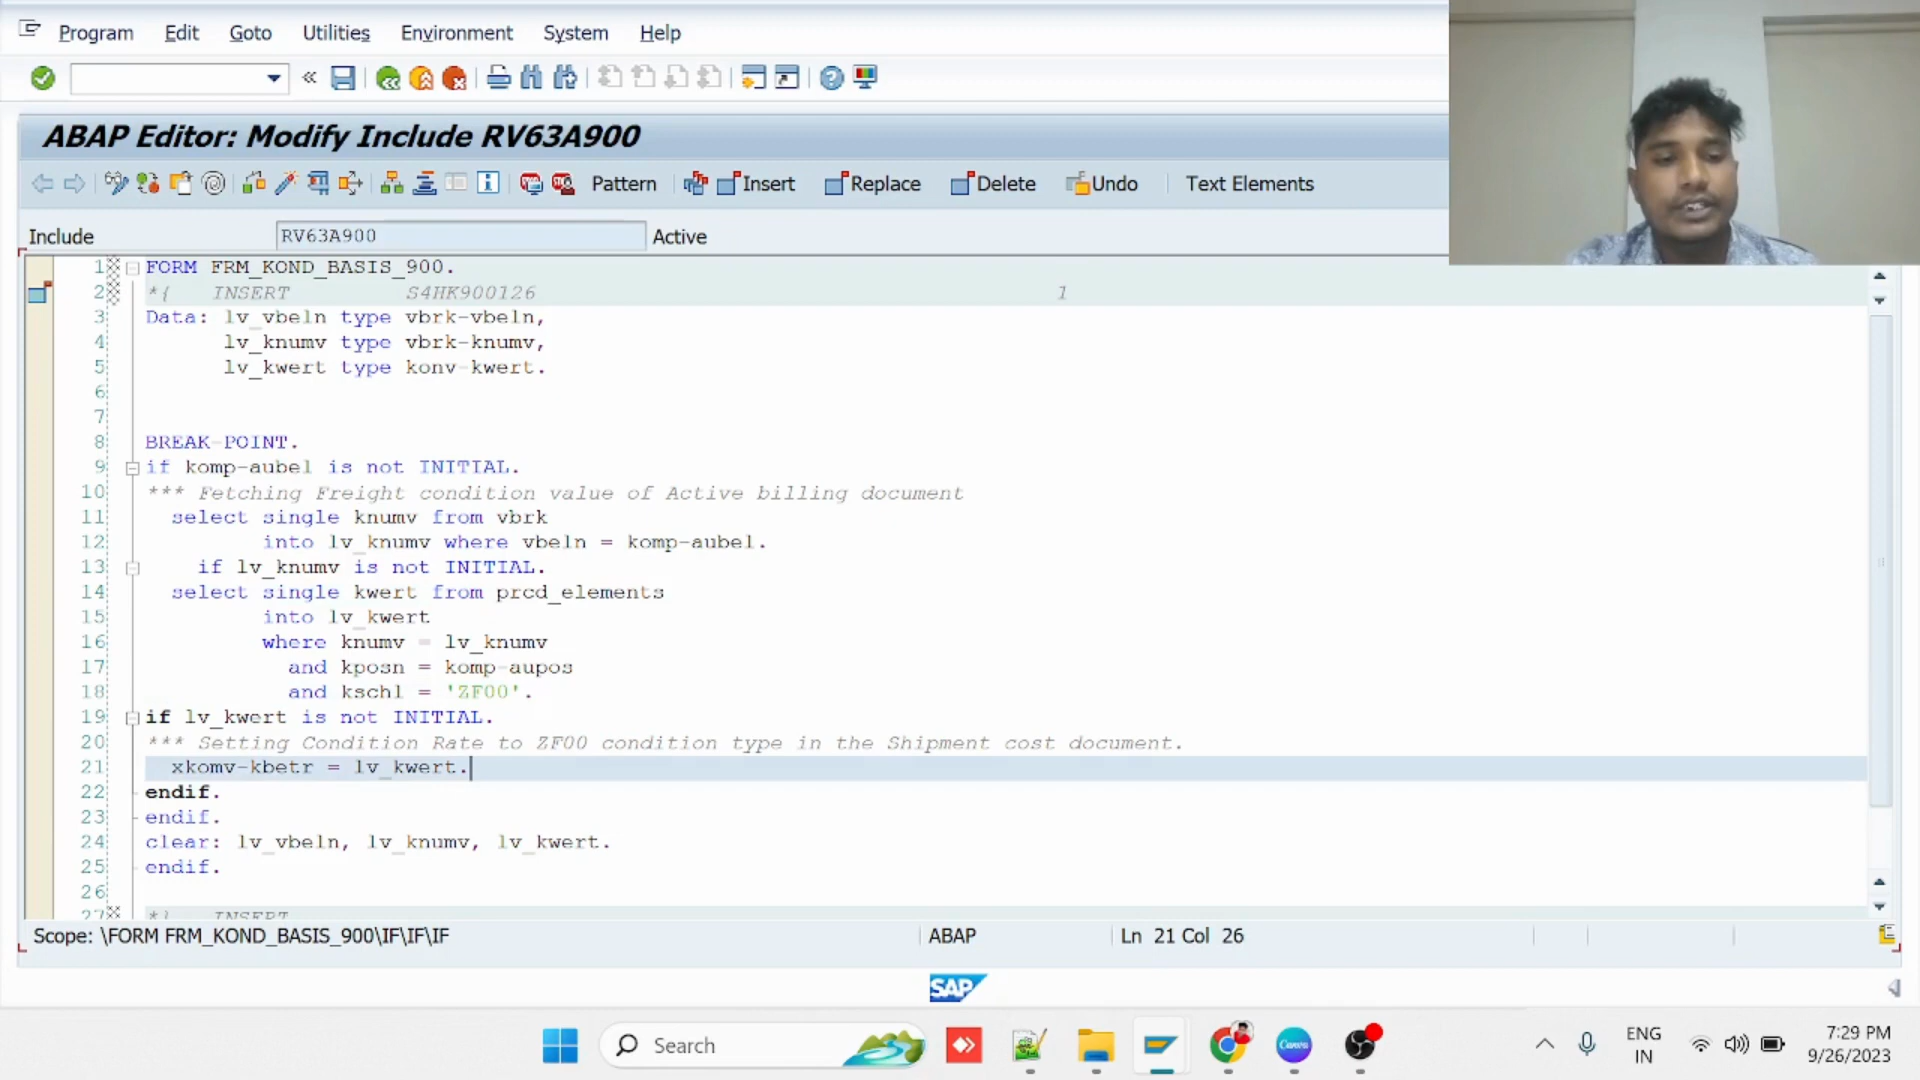 Program Edit Goto Utilities Environment System Help
ABAP Editor: Modify Include RV63A900
Pattern Insert Replace Delete Undo Text Elements
Include RV63A900 Active
1 FORM FRM_KOND_BASIS_900.
2 *{ INSERT S4HK900126 1
3 Data: lv_vbeln type vbrk-vbeln,
4 lv_knumv type vbrk-knumv,
5 lv_kwert type konv-kwert.
6
7
8 BREAK-POINT.
9 if komp-aubel is not INITIAL.
10 *** Fetching Freight condition value of Active billing document
11 select single knumv from vbrk
12 into lv_knumv where vbeln = komp-aubel.
13 if lv_knumv is not INITIAL.
14 select single kwert from prcd_elements
15 into lv_kwert
16 where knumv = lv_knumv
17 and kposn = komp-aupos
18 and kschl = 'ZF00'.
19 if lv_kwert is not INITIAL.
20 *** Setting Condition Rate to ZF00 condition type in the Shipment cost document.
21 xkomv-kbetr = lv_kwert.
22 endif.
23 endif.
24 clear: lv_vbeln, lv_knumv, lv_kwert.
25 endif.
26
27 *} INSERT
Scope: \FORM FRM_KOND_BASIS_900\IF\IF\IF ABAP Ln 21 Col 26
SAP
Search Canva ENG IN 7:29 PM 9/26/2023